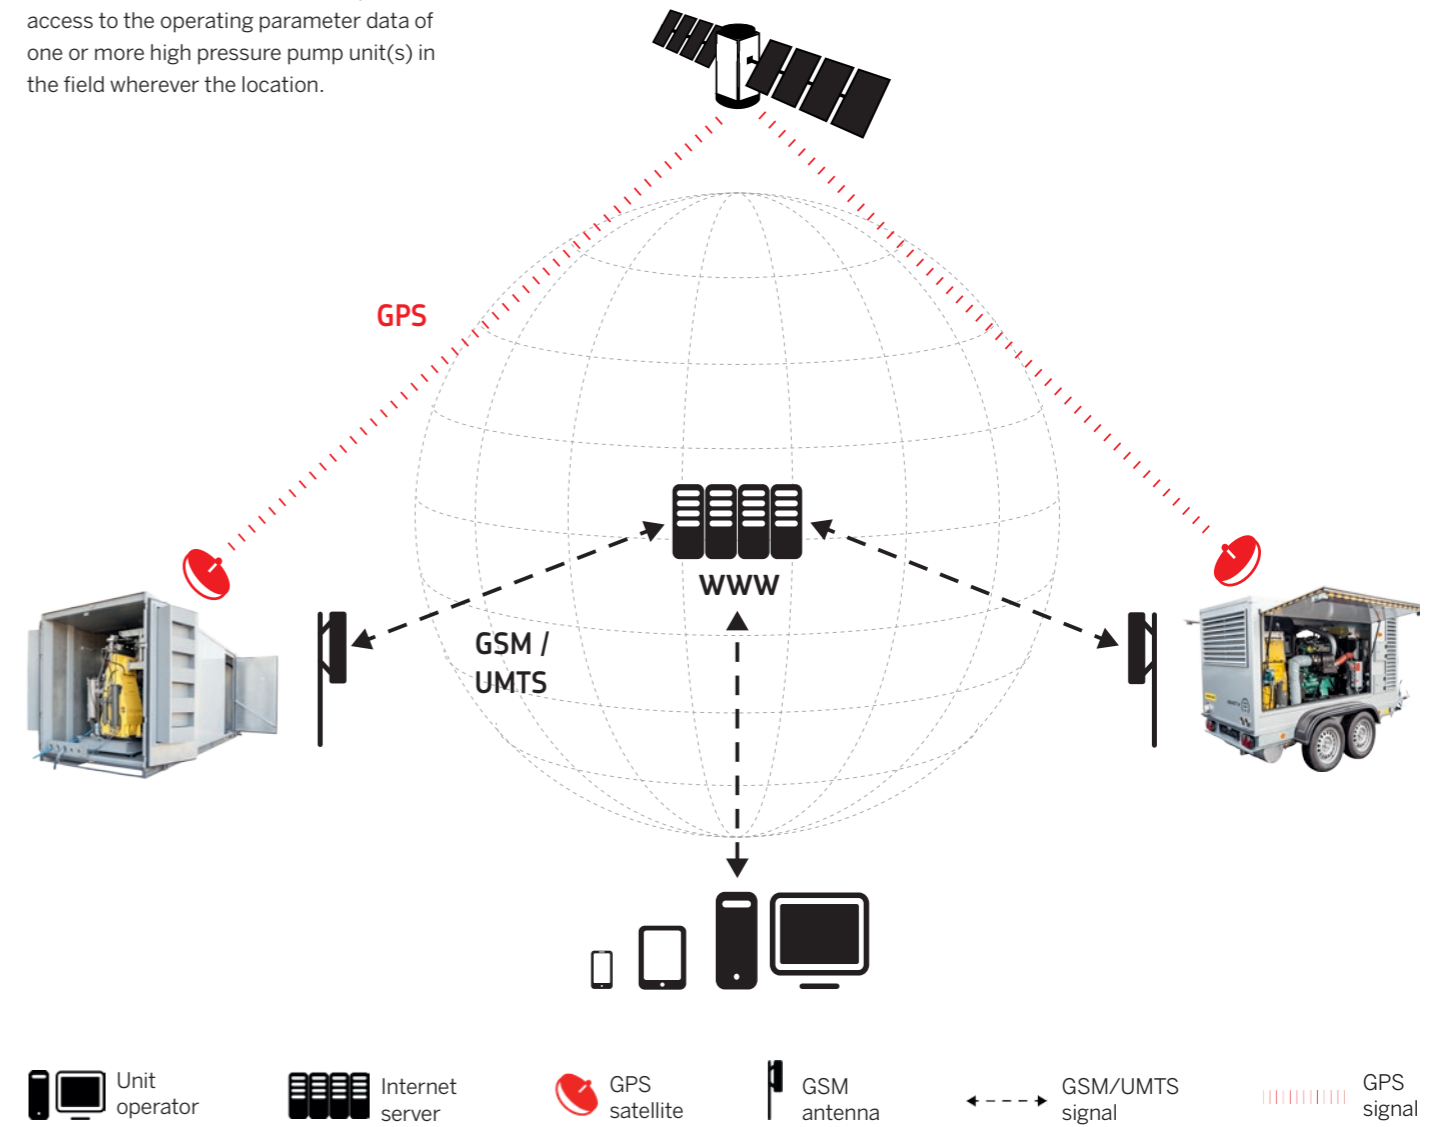 access to the operating parameter data of
one or more high pressure pump unit(s) in
the field wherever the location.
GPS
WWW
GSM /
UMTS
Unit
operator
Internet
server
GPS
satellite
GSM
antenna
GSM/UMTS
signal
GPS
signal